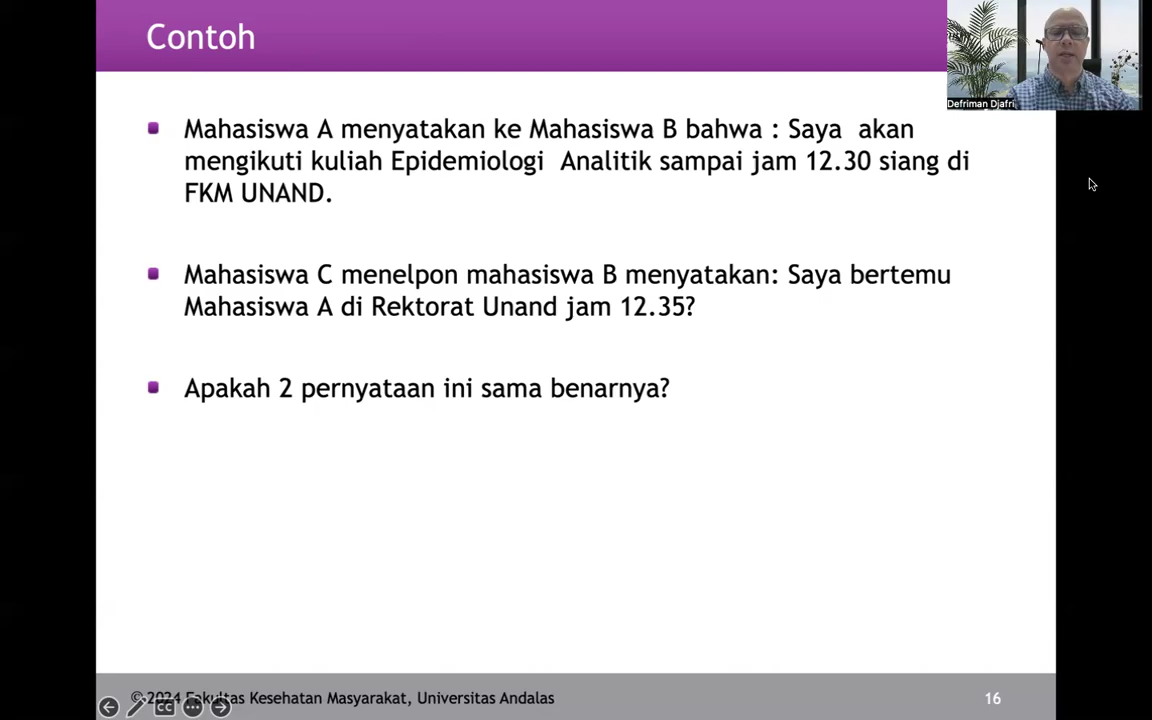 Contoh
Defriman Djafri
Mahasiswa A menyatakan ke Mahasiswa B bahwa : Saya akan
mengikuti kuliah Epidemiologi Analitik sampai jam 12.30 siang di
FKM UNAND.
Mahasiswa C menelpon mahasiswa B menyatakan: Saya bertemu
Mahasiswa A di Rektorat Unand jam 12.35?
Apakah 2 pernyataan ini sama benarnya?
©2024 Fakultas Kesehatan Masyarakat, Universitas Andalas
CC
16